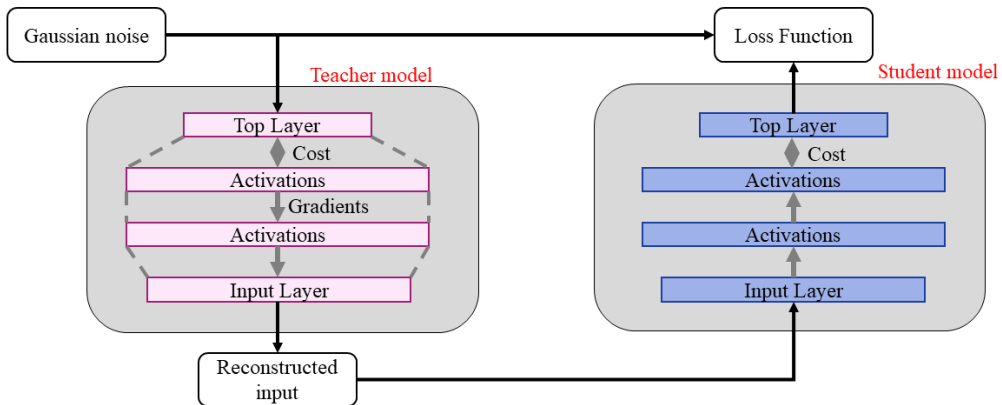 Gaussian noise
Loss Function
Teacher model
Student model
Top Layer
Cost
Activations
Gradients
Activations
Input Layer
Top Layer
Cost
Activations
Activations
Input Layer
Reconstructed
input